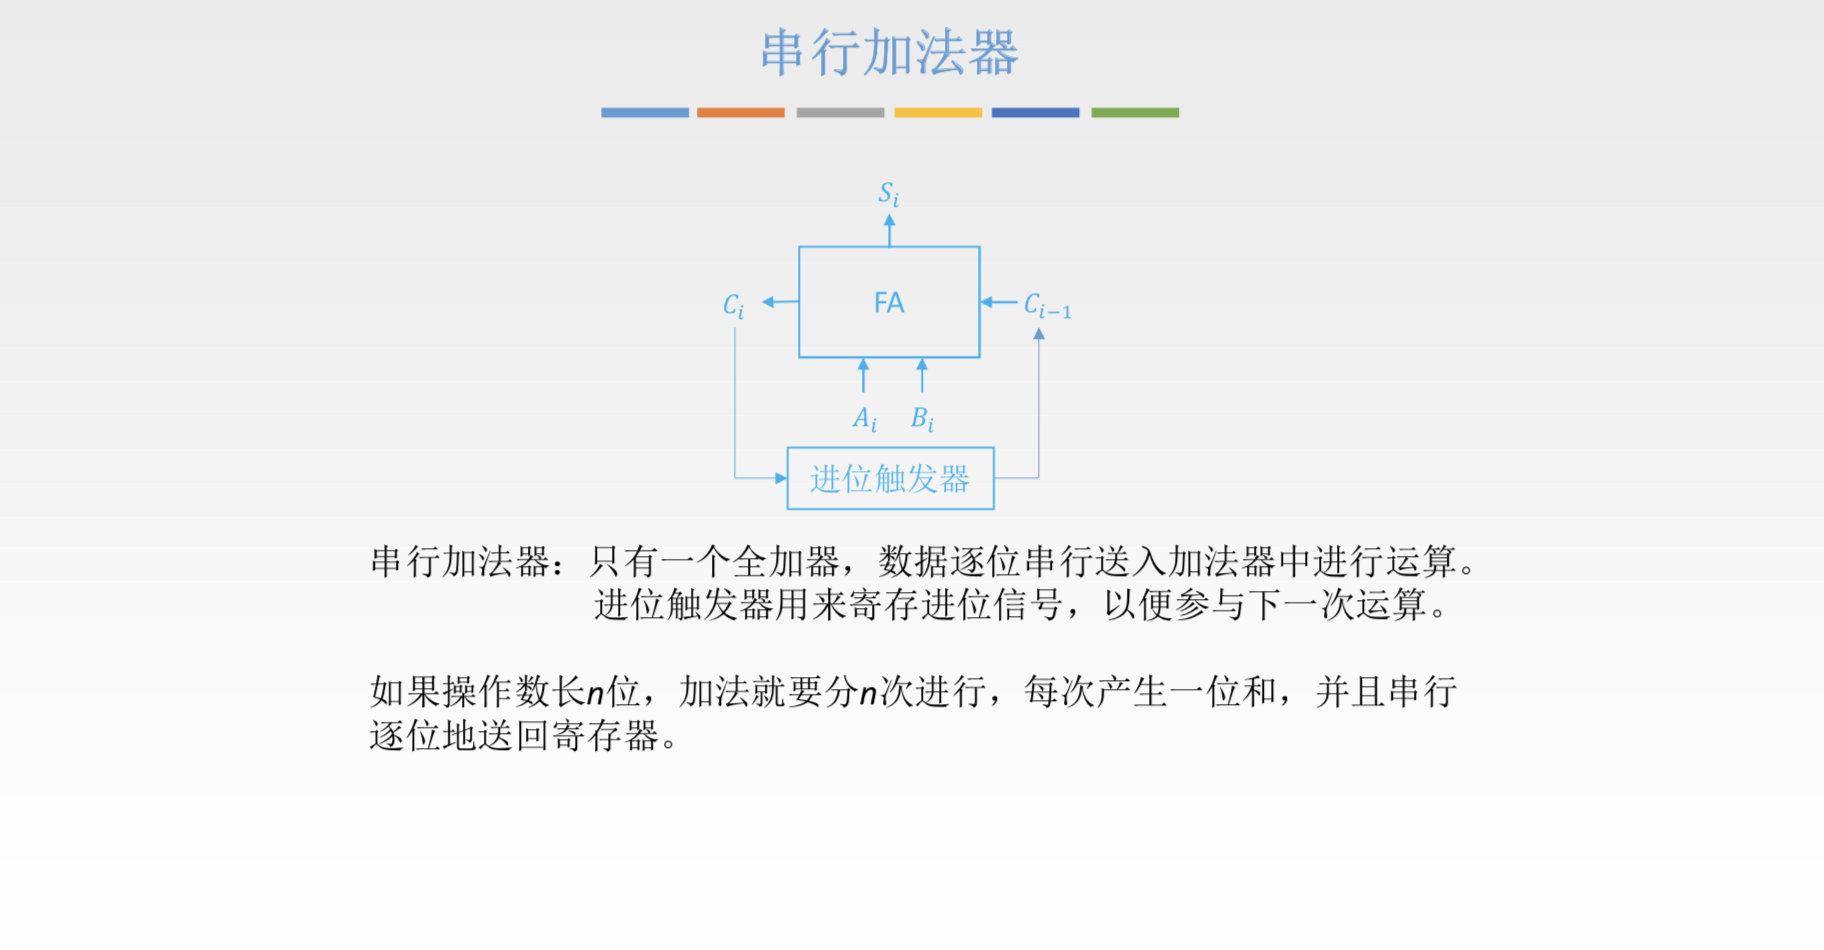 串行加法器
S_i
C_i
FA
C_{i−1}
A_i B_i
进位触发器
串行加法器：只有一个全加器，数据逐位串行送入加法器中进行运算。
进位触发器用来寄存进位信号，以便参与下一次运算。
如果操作数长n位，加法就要分n次进行，每次产生一位和，并且串行
逐位地送回寄存器。